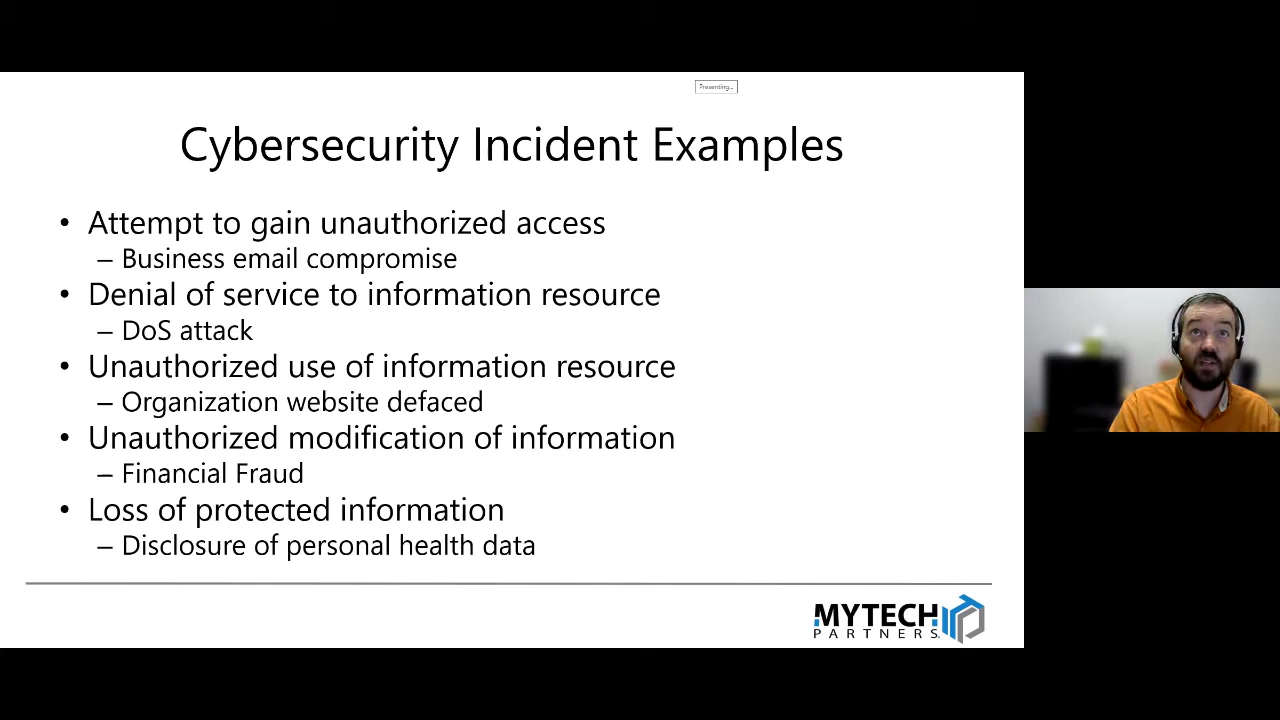 Presenting...
Cybersecurity Incident Examples
• Attempt to gain unauthorized access
– Business email compromise
• Denial of service to information resource
– DoS attack
• Unauthorized use of information resource
– Organization website defaced
• Unauthorized modification of information
– Financial Fraud
• Loss of protected information
– Disclosure of personal health data
MYTECH
PARTNERS